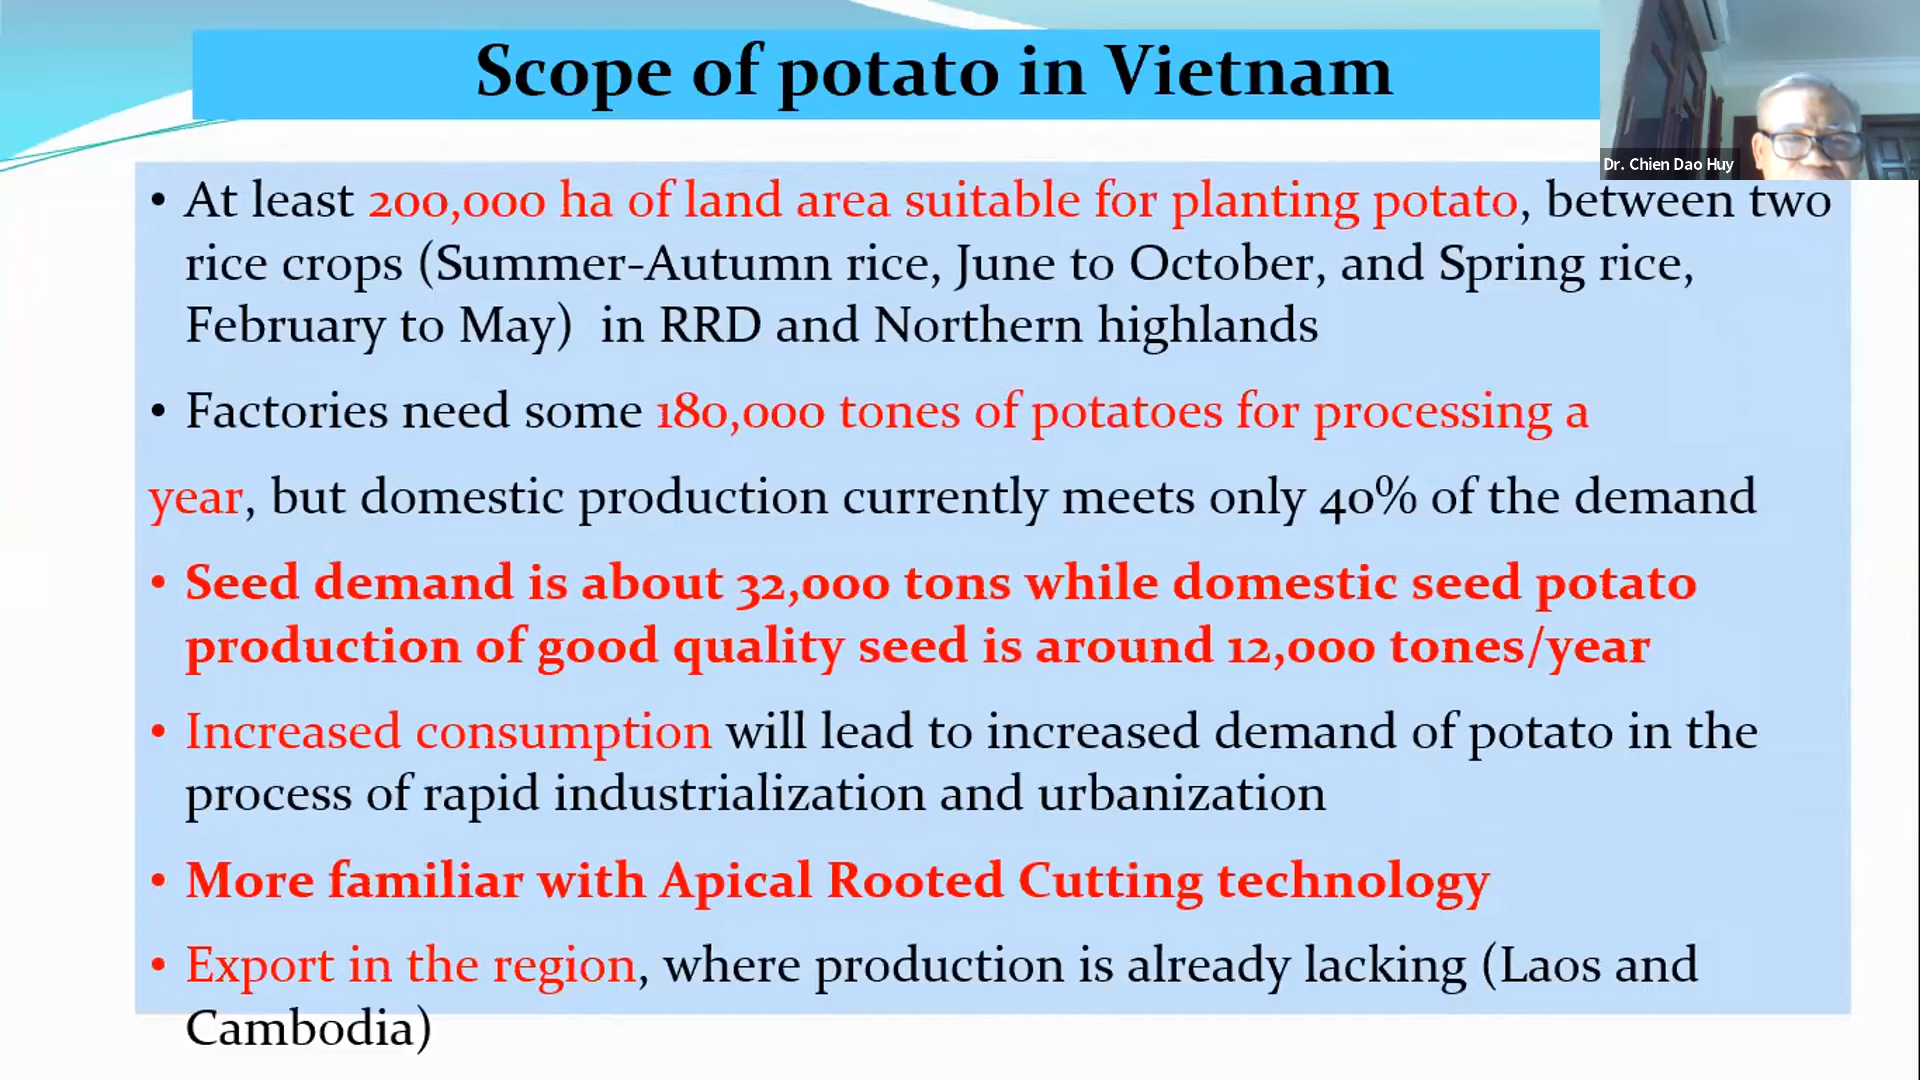 Scope of potato in Vietnam
Dr. Chien Dao Huy
• At least 200,000 ha of land area suitable for planting potato, between two
rice crops (Summer-Autumn rice, June to October, and Spring rice,
February to May)  in RRD and Northern highlands
• Factories need some 180,000 tones of potatoes for processing a
year, but domestic production currently meets only 40% of the demand
• Seed demand is about 32,000 tons while domestic seed potato
production of good quality seed is around 12,000 tones/year
• Increased consumption will lead to increased demand of potato in the
process of rapid industrialization and urbanization
• More familiar with Apical Rooted Cutting technology
• Export in the region, where production is already lacking (Laos and
Cambodia)